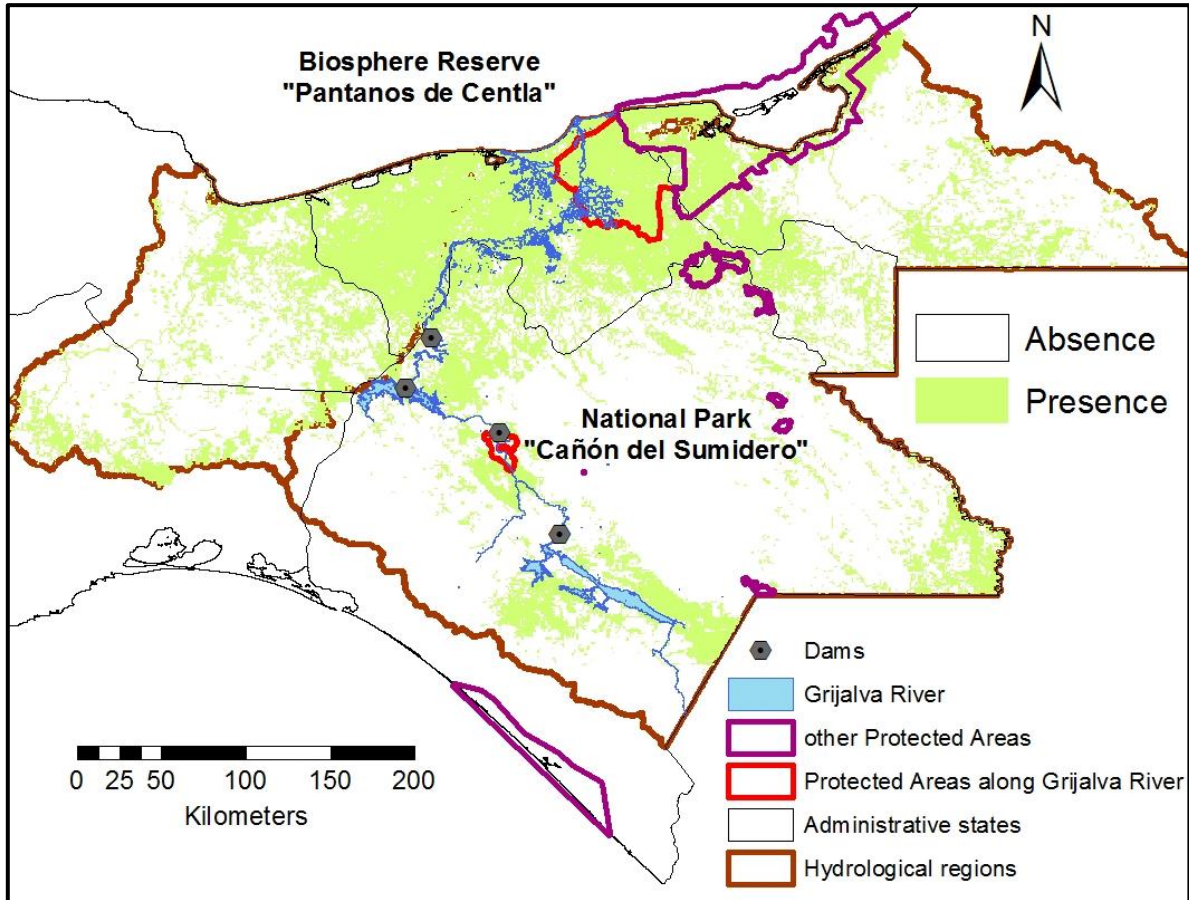 Biosphere Reserve
"Pantanos de Centla"
N
Absence
Presence
National Park
"Cañón del Sumidero"
Dams
Grijalva River
other Protected Areas
Protected Areas along Grijalva River
Administrative states
Hydrological regions
0 25 50 100 150 200
Kilometers